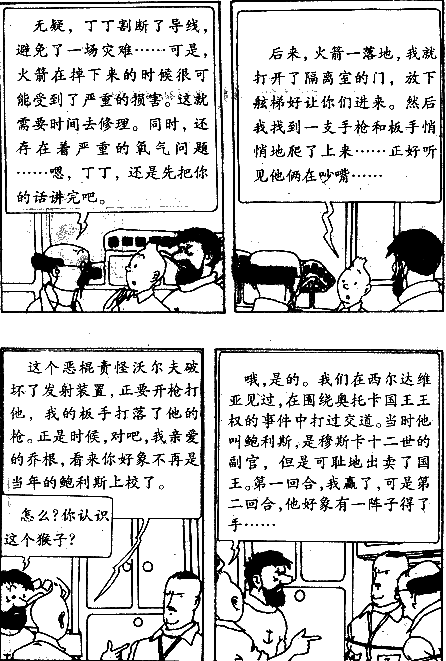 无疑，丁丁割断了导线，
避免了一场灾难……可是，
火箭在掉下来的时候很可
能受到了严重的损害。这就
需要时间去修理。同时，还
存在着严重的氧气问题
……嗯，丁丁，还是先把你
的话讲完吧。
后来，火箭一落地，我就
打开了隔离室的门，放下
舷梯好让你们进来。然后
我找到一支手枪和板手悄
悄地爬了上来……正好听
见他俩在吵嘴……
这个恶棍责怪沃尔夫破
坏了发射装置，正要开枪打
他，我的板手打落了他的
枪。正是时候，对吧，我亲爱
的乔根，看来你好象不再是
当年的鲍利斯上校了。
怎么？你认识
这个猴子？
哦，是的。我们在西尔达维
亚见过，在围绕奥托卡国王王
权的事件中打过交道。当时他
叫鲍利斯，是穆斯卡十二世的
副官，但是可耻地出卖了国
王。第一回合，我赢了，可是第
二回合，他好象有一阵子得了
手……